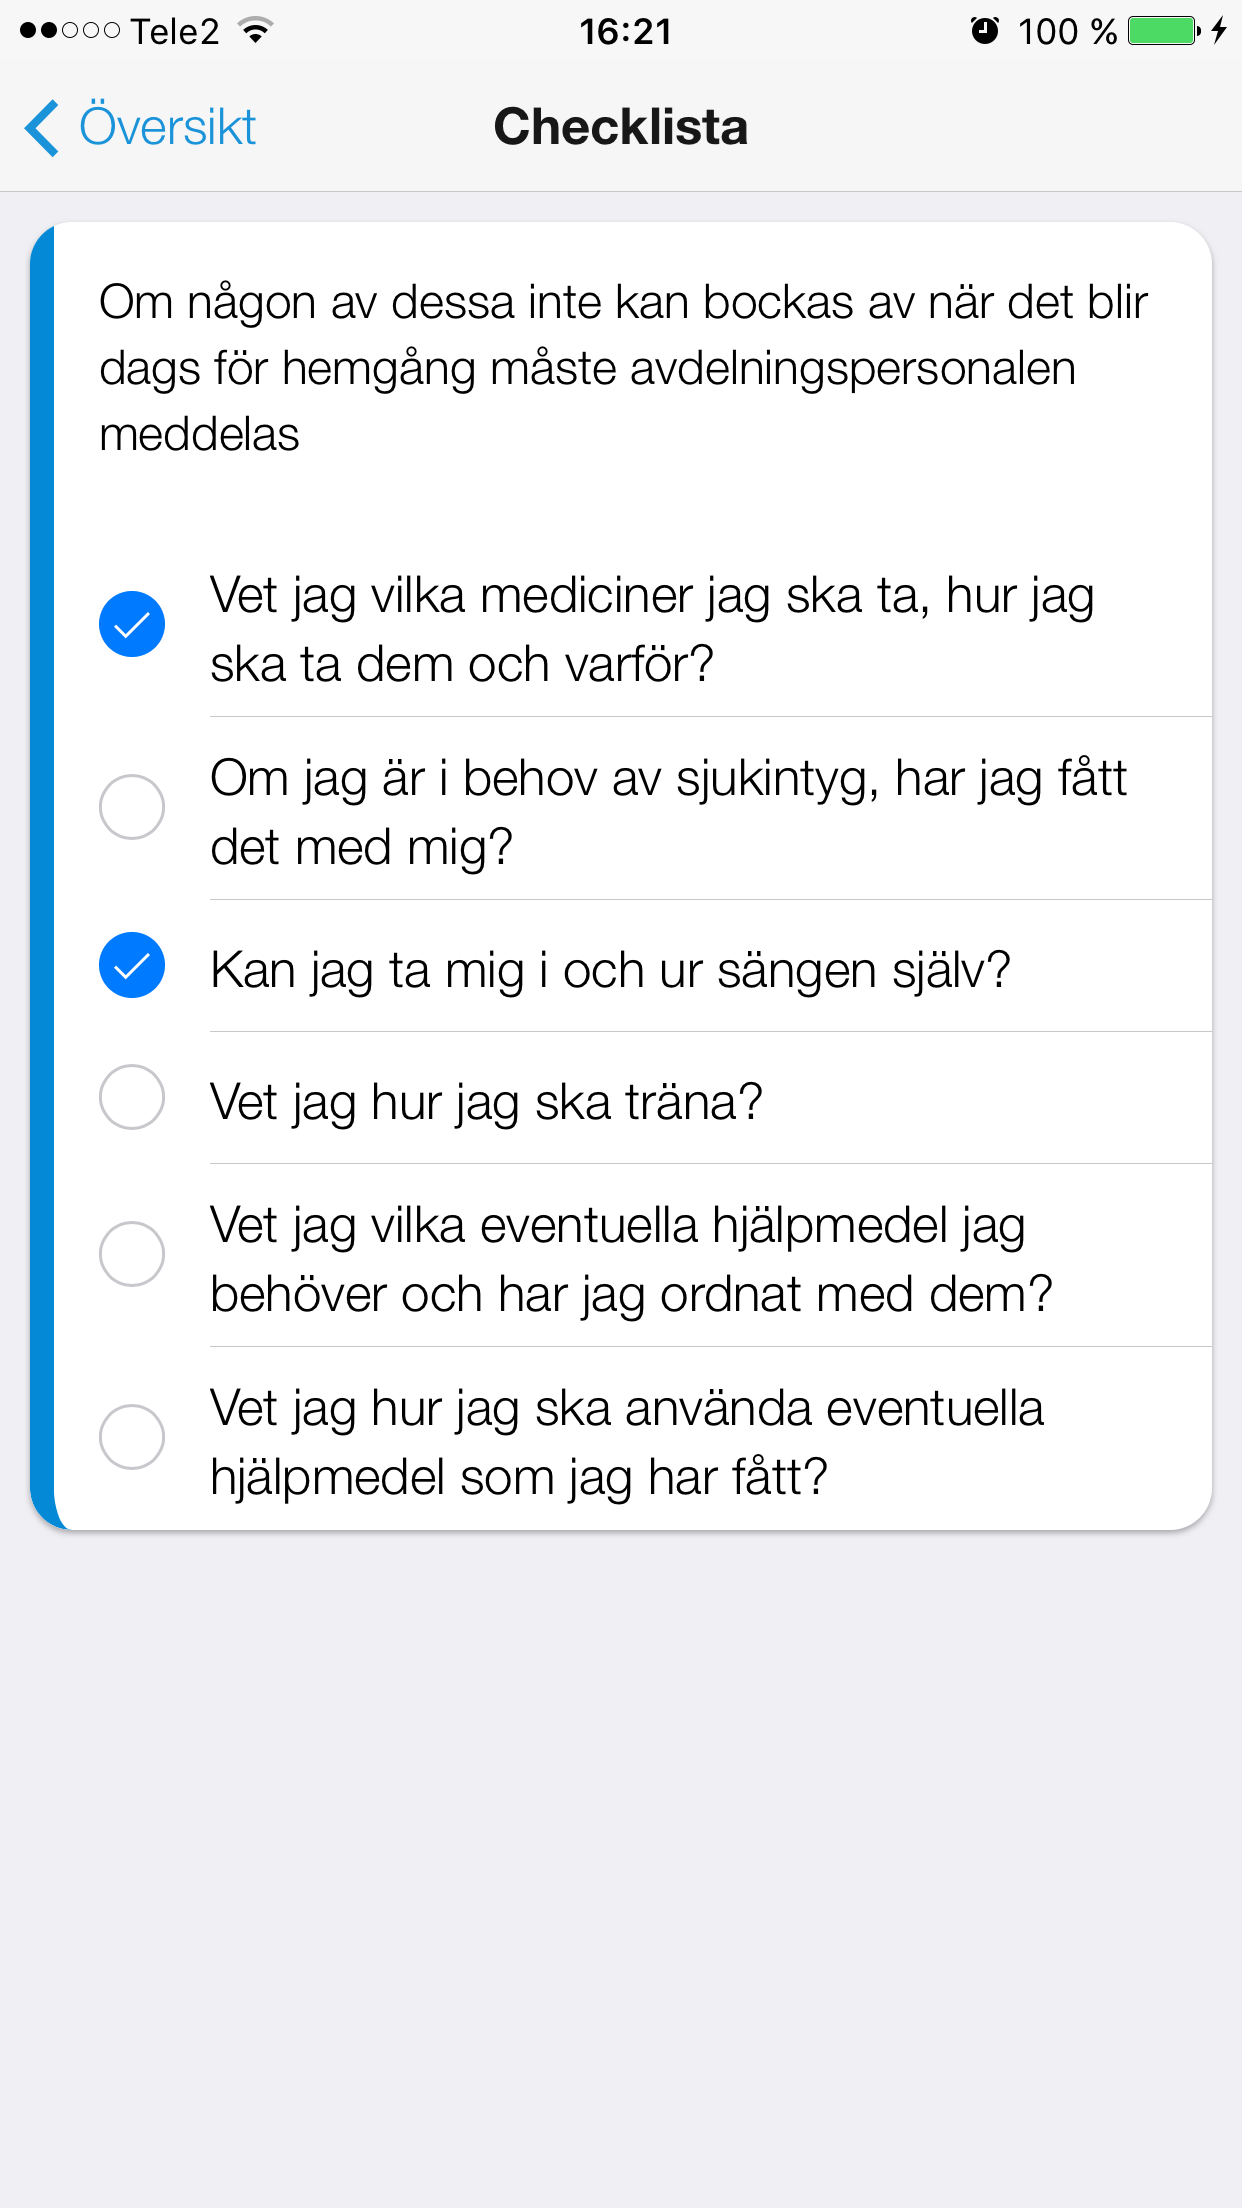 Tele2 16:21 100 %
Översikt Checklista
Om någon av dessa inte kan bockas av när det blir
dags för hemgång måste avdelningspersonalen
meddelas
Vet jag vilka mediciner jag ska ta, hur jag
ska ta dem och varför?
Om jag är i behov av sjukintyg, har jag fått
det med mig?
Kan jag ta mig i och ur sängen själv?
Vet jag hur jag ska träna?
Vet jag vilka eventuella hjälpmedel jag
behöver och har jag ordnat med dem?
Vet jag hur jag ska använda eventuella
hjälpmedel som jag har fått?